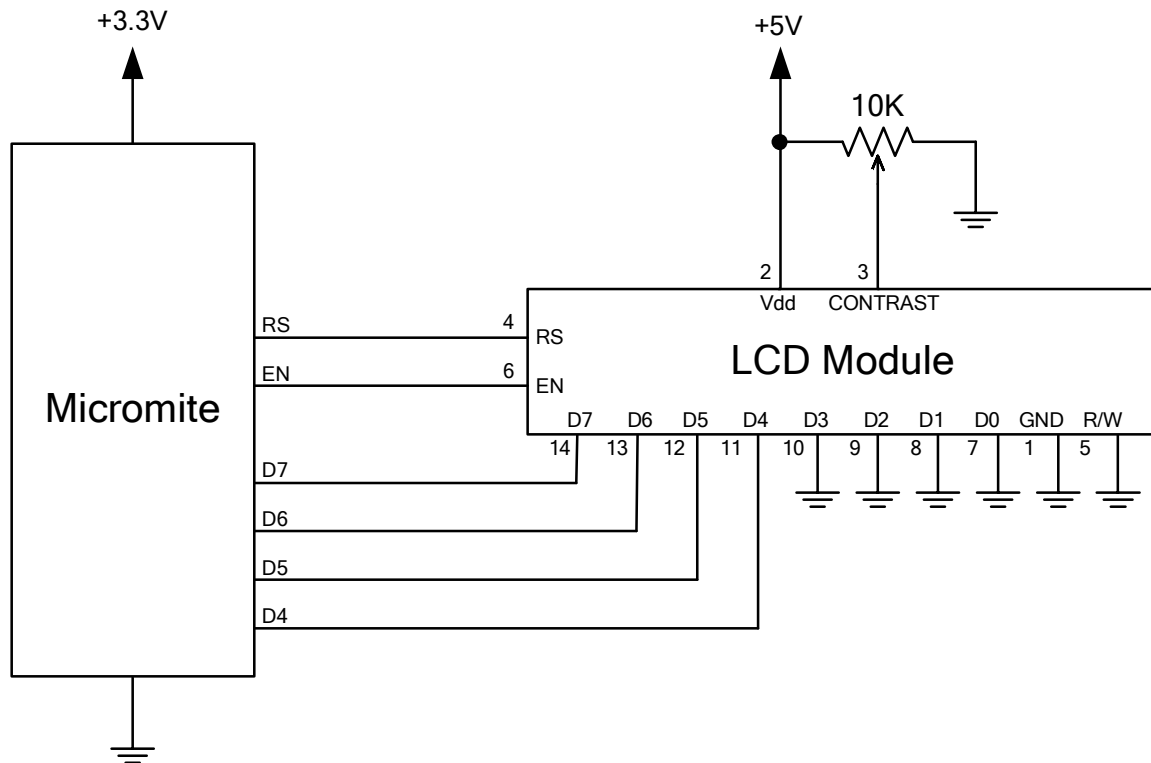 +3.3V
+5V
10K
2 3
Vdd CONTRAST
RS 4 RS
LCD Module
EN 6 EN
Micromite
D7 D6 D5 D4 D3 D2 D1 D0 GND R/W
14 13 12 11 10 9 8 7 1 5
D7
D6
D5
D4